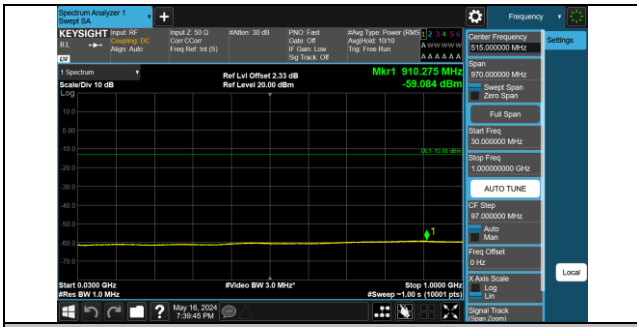 Spectrum Analyzer 1
Swept SA
Frequency
KEYSIGHT
Input: RF
Input Z: 50 Ω
#Atten: 30 dB
PNO: Fast
#Avg Type: Power (RMS
1 2 3 4 5 6
RL
Coupling: DC
Corr CCorr
Gate: Off
Avg|Hold: 10/10
A W W W W W
Align: Auto
Freq Ref: Int (S)
IF Gain: Low
Trig: Free Run
Sig Track: Off
A A A A A A
1 Spectrum
Scale/Div 10 dB
Log
Ref Lvl Offset 2.33 dB
Ref Level 20.00 dBm
Mkr1 910.275 MHz
-59.084 dBm
10.0
0.00
-10.0
DL1 -13.00 dBm
-20.0
-30.0
-40.0
-50.0
1
-60.0
-70.0
Start 0.0300 GHz
#Video BW 3.0 MHz*
Stop 1.0000 GHz
#Res BW 1.0 MHz
#Sweep ~1.00 s (10001 pts)
May 16, 2024
7:39:45 PM
Center Frequency
515.000000 MHz
Settings
Span
970.000000 MHz
Swept Span
Zero Span
Full Span
Start Freq
30.000000 MHz
Stop Freq
1.000000000 GHz
AUTO TUNE
CF Step
97.000000 MHz
Auto
Man
Freq Offset
0 Hz
X Axis Scale
Log
Lin
Local
Signal Track
(Span Zoom)